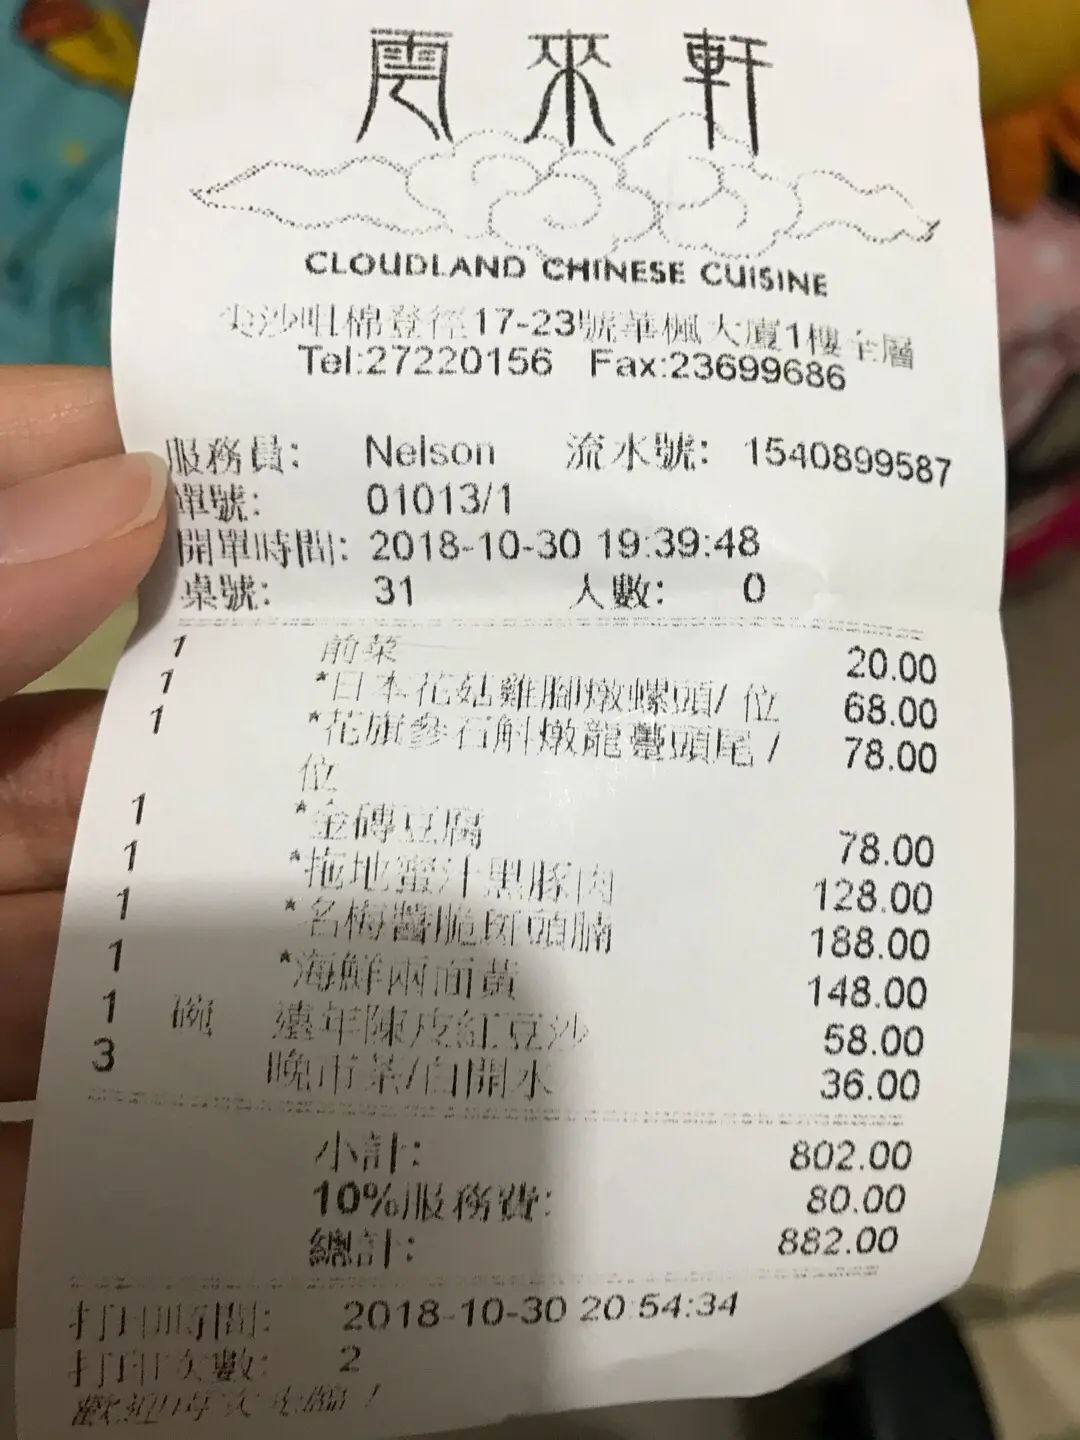 雲來軒
CLOUDLAND CHINESE CUISINE
尖沙咀棉登徑17-23號華楓大廈1樓全層
Tel:27220156 Fax:23699686
服務員: Nelson 流水號: 1540899587
單號: 01013/1
開單時間: 2018-10-30 19:39:48
桌號: 31 人數: 0
1 前菜 20.00
1 *日本花菇雞腳燉螺頭/ 位 68.00
1 *花旗參石斛燉龍躉頭尾/ 78.00
位
1 *金磚豆腐 78.00
1 *拖地蜜汁黑豚肉 128.00
1 *名梅醬脆斑頭腩 188.00
1 *海鮮兩面黃 148.00
1 碗 遠年陳皮紅豆沙 58.00
3 晚市茶/白開水 36.00
小計: 802.00
10%服務費: 80.00
總計: 882.00
打印時間: 2018-10-30 20:54:34
打印次數: 2
歡迎再次光臨!